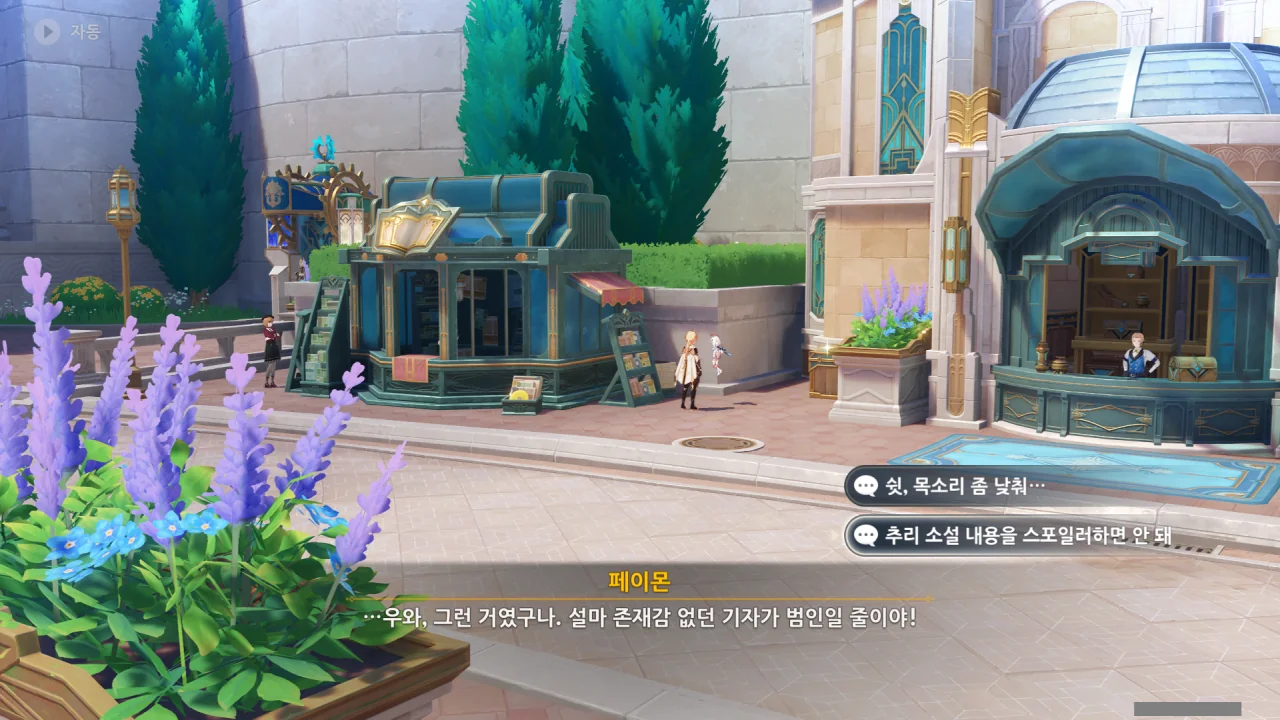 자동
쉿, 목소리 좀 낮춰…
추리 소설 내용을 스포일러하면 안 돼
페이몬
…우와, 그런 거였구나. 설마 존재감 없던 기자가 범인일 줄이야!